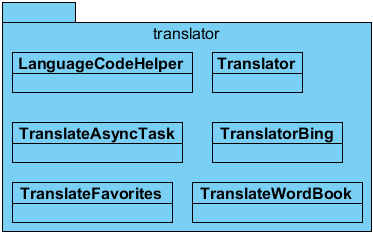 translator
LanguageCodeHelper
Translator
TranslateAsyncTask
TranslatorBing
TranslateFavorites
TranslateWordBook